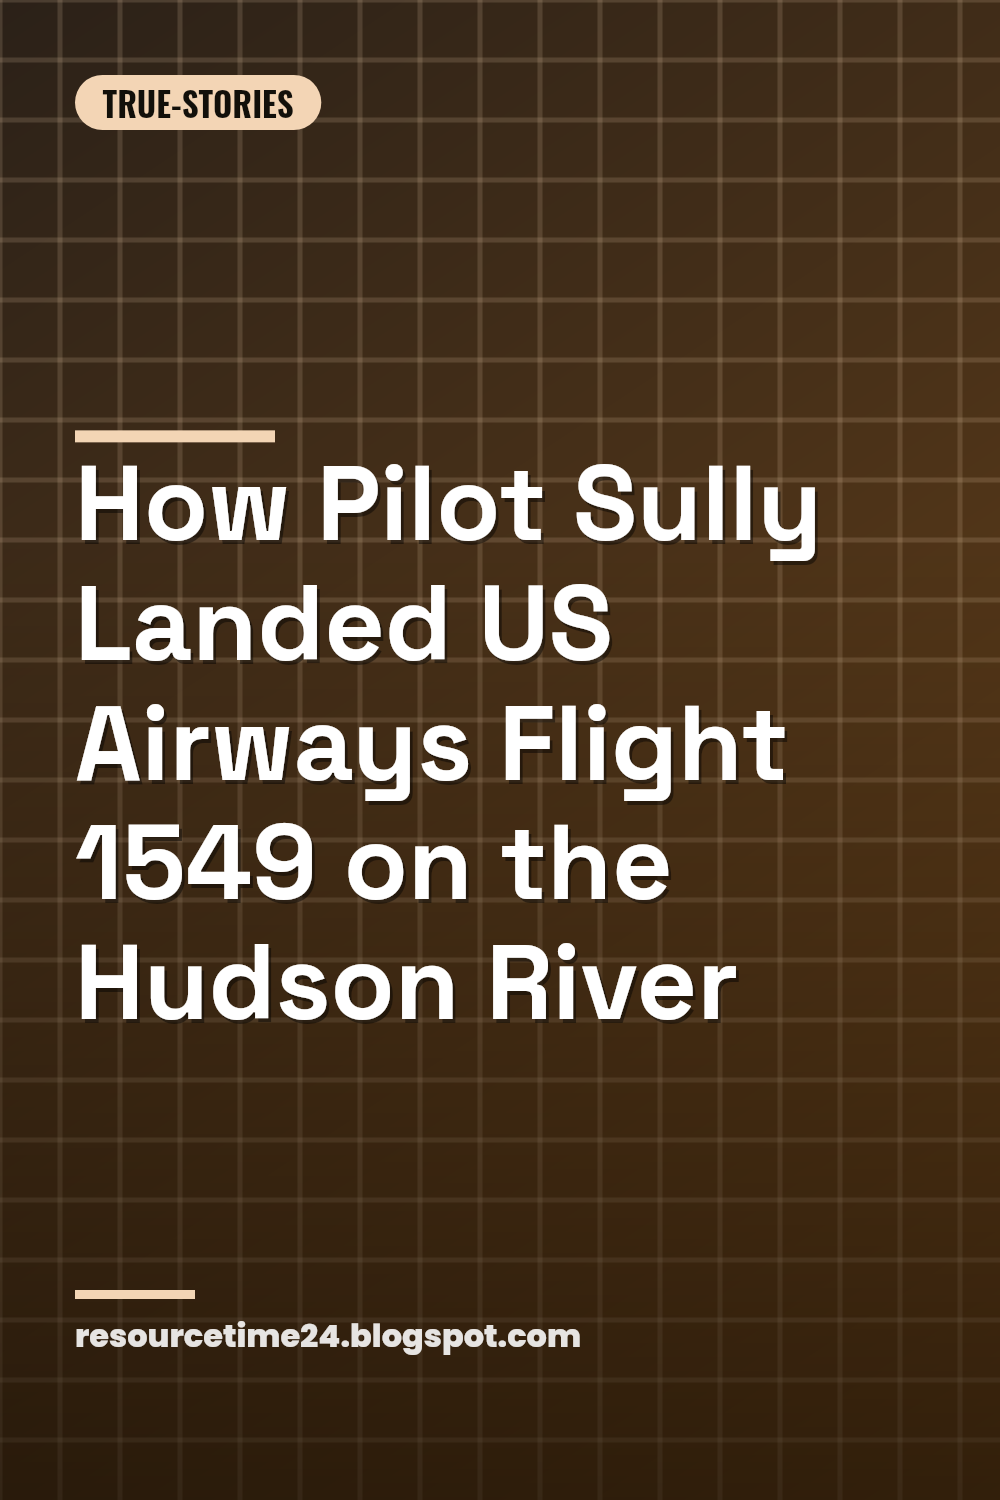 TRUE-STORIES
How Pilot Sully
Landed US
Airways Flight
1549 on the
Hudson River
resourcetime24.blogspot.com